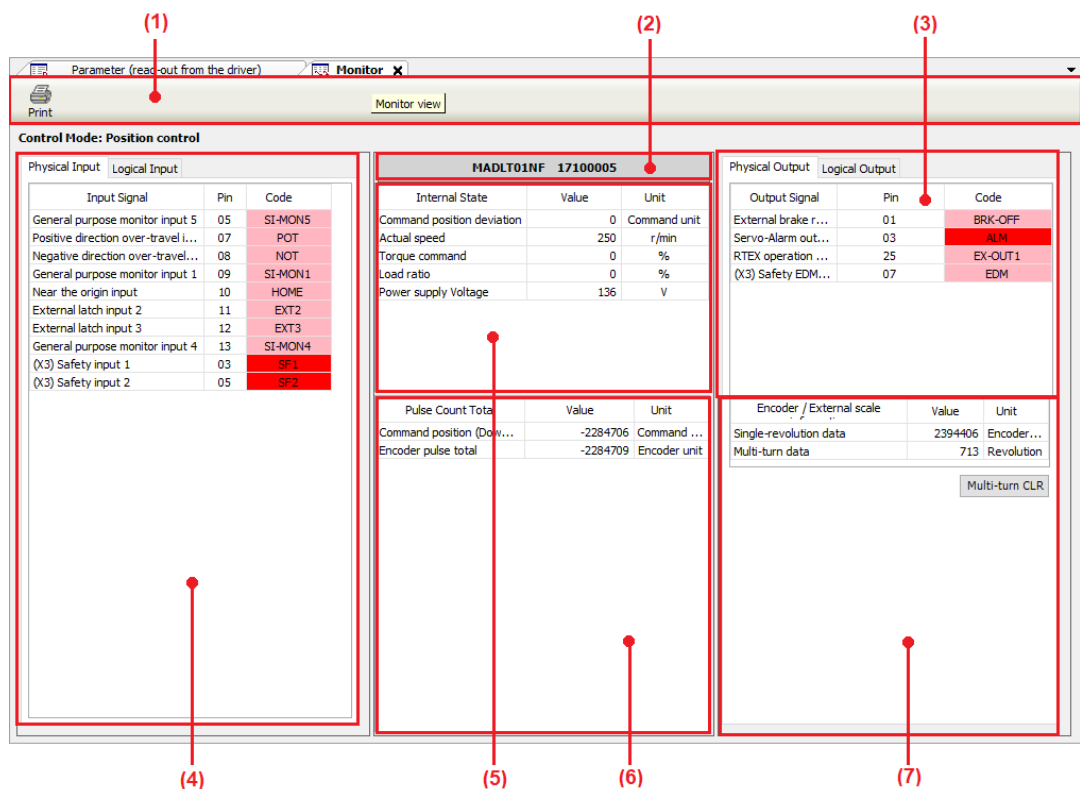 (1)
(2)
(3)
Parameter (read-out from the driver)
Monitor X
Print
Monitor view
Control Mode: Position control
Physical Input Logical Input
Input Signal Pin Code
General purpose monitor input 5 05 SI-MON5
Positive direction over-travel i... 07 POT
Negative direction over-travel... 08 NOT
General purpose monitor input 1 09 SI-MON1
Near the origin input 10 HOME
External latch input 2 11 EXT2
External latch input 3 12 EXT3
General purpose monitor input 4 13 SI-MON4
(X3) Safety input 1 03 SF1
(X3) Safety input 2 05 SF2
MADLT01NF 17100005
Internal State Value Unit
Command position deviation 0 Command unit
Actual speed 250 r/min
Torque command 0 %
Load ratio 0 %
Power supply Voltage 136 V
Pulse Count Total Value Unit
Command position (Dow... -2284706 Command ...
Encoder pulse total -2284709 Encoder unit
Physical Output Logical Output
Output Signal Pin Code
External brake r... 01 BRK-OFF
Servo-Alarm out... 03 ALM
RTEX operation ... 25 EX-OUT1
(X3) Safety EDM... 07 EDM
Encoder / External scale Value Unit
Single-revolution data 2394406 Encoder...
Multi-turn data 713 Revolution
Multi-turn CLR
(4)
(5)
(6)
(7)